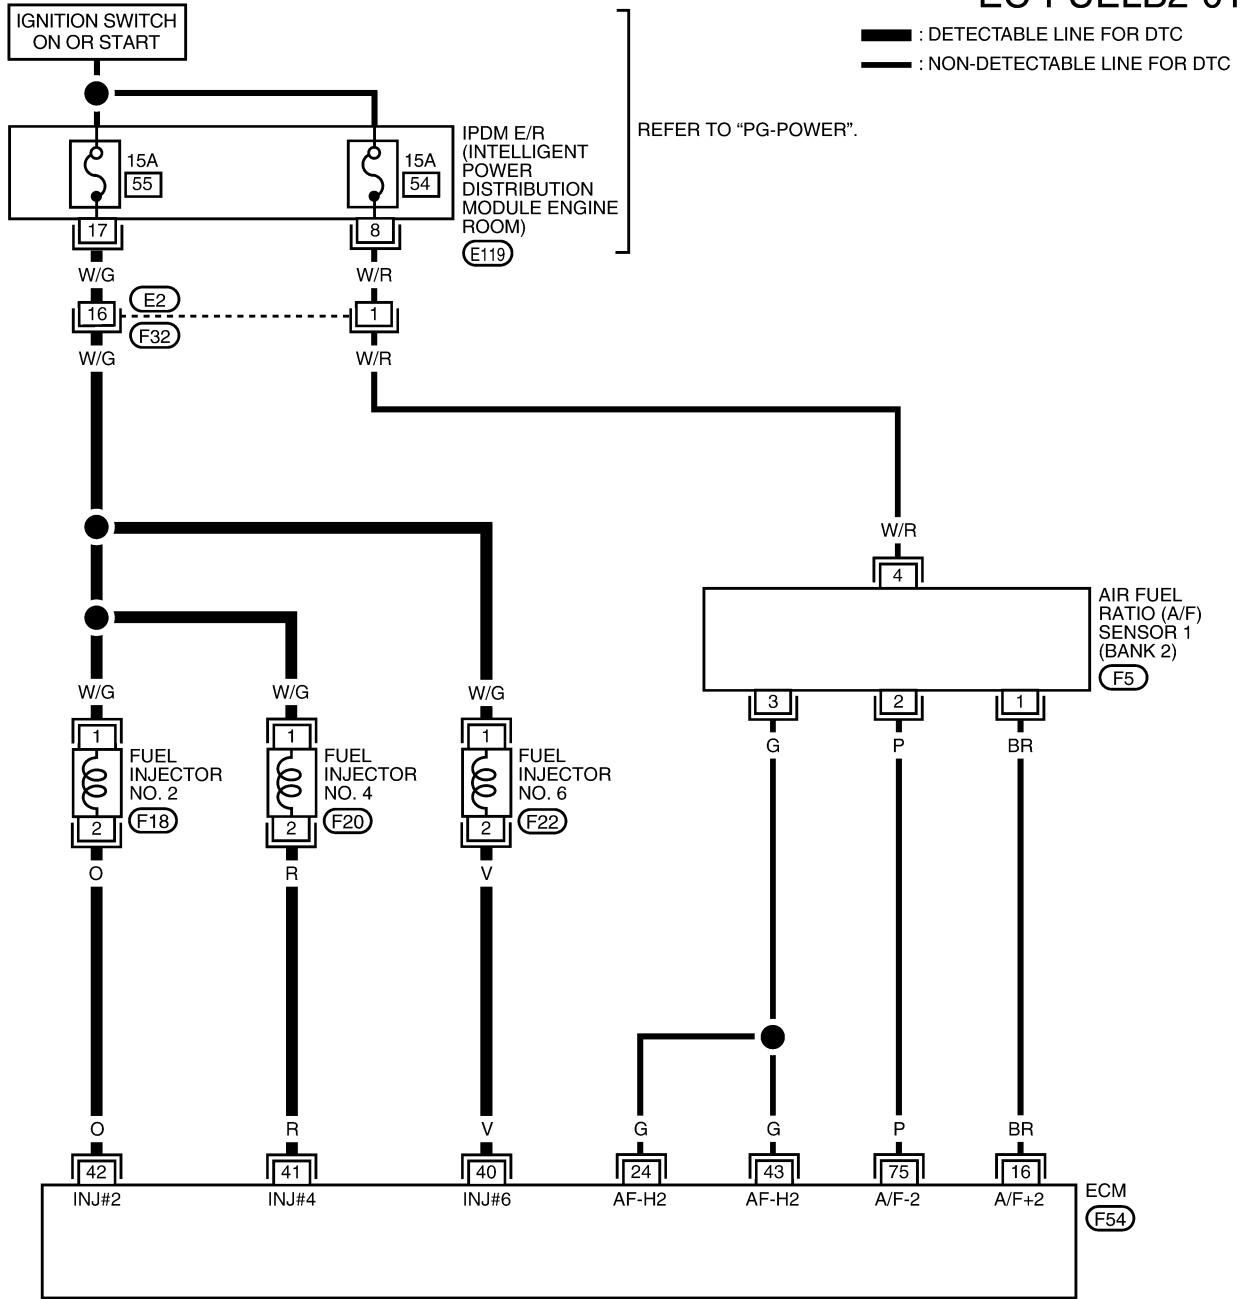 IGNITION SWITCH
ON OR START
: DETECTABLE LINE FOR DTC
: NON-DETECTABLE LINE FOR DTC
REFER TO “PG-POWER”.
IPDM E/R
(INTELLIGENT
POWER
DISTRIBUTION
MODULE ENGINE
ROOM)
E119
15A
55
15A
54
17
8
W/G
W/R
16
E2
F32
1
W/G
W/R
W/R
4
AIR FUEL
RATIO (A/F)
SENSOR 1
(BANK 2)
F5
3
2
1
G
P
BR
W/G
W/G
W/G
1
1
1
FUEL
INJECTOR
NO. 2
F18
FUEL
INJECTOR
NO. 4
F20
FUEL
INJECTOR
NO. 6
F22
2
2
2
O
R
V
O
R
V
G
G
P
BR
42
41
40
24
43
75
16
INJ#2
INJ#4
INJ#6
AF-H2
AF-H2
A/F-2
A/F+2
ECM
F54